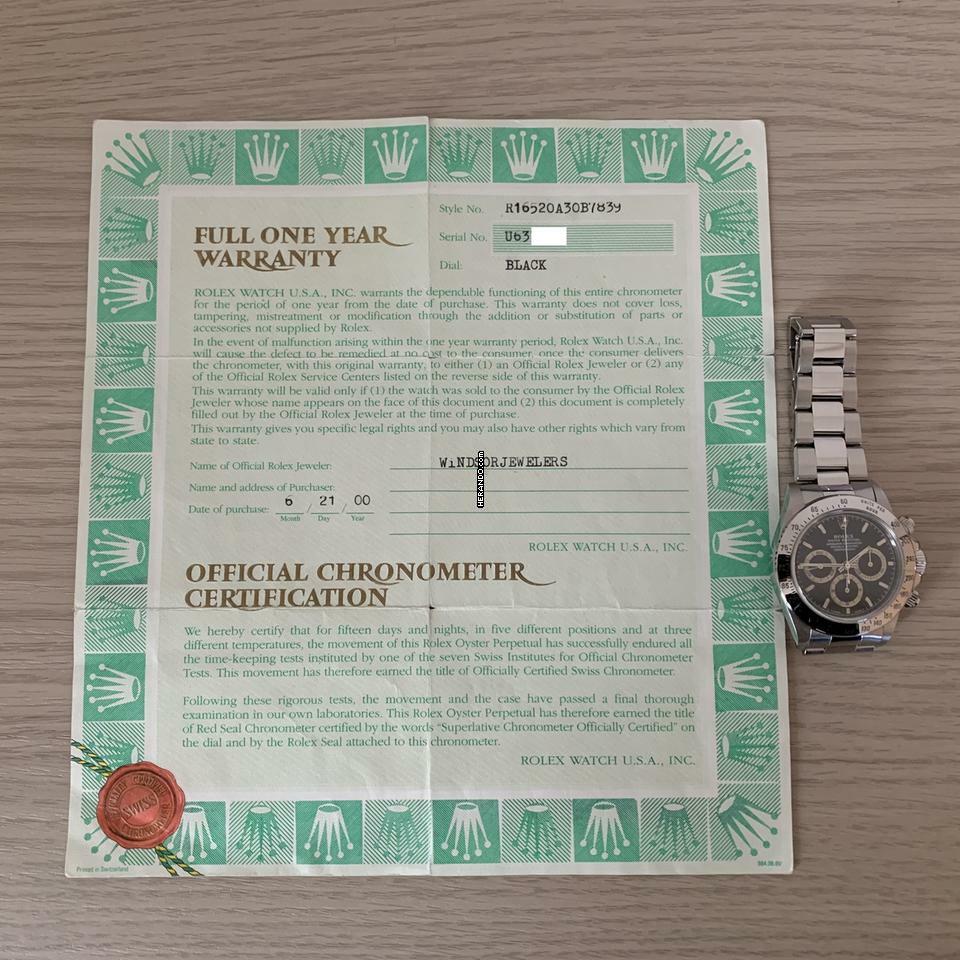 Style No. R16520A30B7839
FULL ONE YEAR
WARRANTY
Serial No. U63
Dial: BLACK
ROLEX WATCH U.S.A., INC. warrants the dependable functioning of this entire chronometer
for the period of one year from the date of purchase. This warranty does not cover loss,
tampering, mistreatment or modification through the addition or substitution of parts or
accessories not supplied by Rolex.
In the event of malfunction arising within the one year warranty period, Rolex Watch U.S.A., Inc.
will cause the defect to be remedied at no cost to the consumer, once the consumer delivers
the chronometer, with this original warranty, to either (1) an Official Rolex Jeweler or (2) any
of the Official Rolex Service Centers listed on the reverse side of this warranty.
This warranty will be valid only if (1) the watch was sold to the consumer by the Official Rolex
Jeweler whose name appears on the face of this document and (2) this document is completely
filled out by the Official Rolex Jeweler at the time of purchase.
This warranty gives you specific legal rights and you may also have other rights which vary from
state to state.
Name of Official Rolex Jeweler: WiNDSORJEWELERS
Name and address of Purchaser:
Date of purchase: 6 / 21 / 00
Month Day Year
HERANDO.com
ROLEX WATCH U.S.A., INC.
OFFICIAL CHRONOMETER
CERTIFICATION
We hereby certify that for fifteen days and nights, in five different positions and at three
different temperatures, the movement of this Rolex Oyster Perpetual has successfully endured all
the time-keeping tests instituted by one of the seven Swiss Institutes for Official Chronometer
Tests. This movement has therefore earned the title of Officially Certified Swiss Chronometer.
Following these rigorous tests, the movement and the case have passed a final thorough
examination in our own laboratories. This Rolex Oyster Perpetual has therefore earned the title
of Red Seal Chronometer certified by the words "Superlative Chronometer Officially Certified" on
the dial and by the Rolex Seal attached to this chronometer.
ROLEX WATCH U.S.A., INC.
SWISS
Printed in Switzerland
ROLEX
60
65
70
75